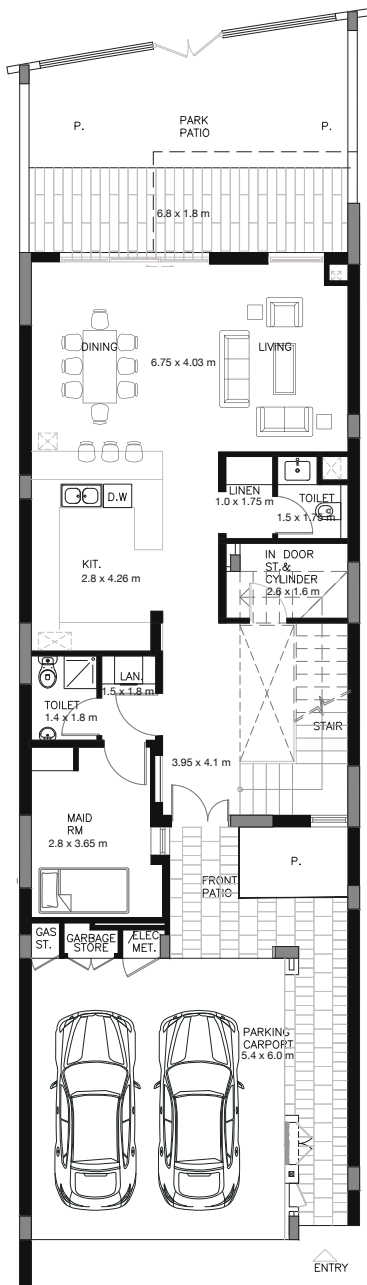 P.
PARK
PATIO
P.
6.8 x 1.8 m
DINING
LIVING
6.75 x 4.03 m
D.W
LINEN
1.0 x 1.75 m
TOILET
1.5 x 1.75 m
KIT.
2.8 x 4.26 m
IN DOOR
ST.&
CYLINDER
2.6 x 1.6 m
LAN.
1.5 x 1.8 m
TOILET
1.4 x 1.8 m
STAIR
3.95 x 4.1 m
MAID
RM
2.8 x 3.65 m
P.
FRONT
PATIO
GAS
ST.
GARBAGE
STORE
ELEC
MET.
PARKING
CARPORT
5.4 x 6.0 m
ENTRY